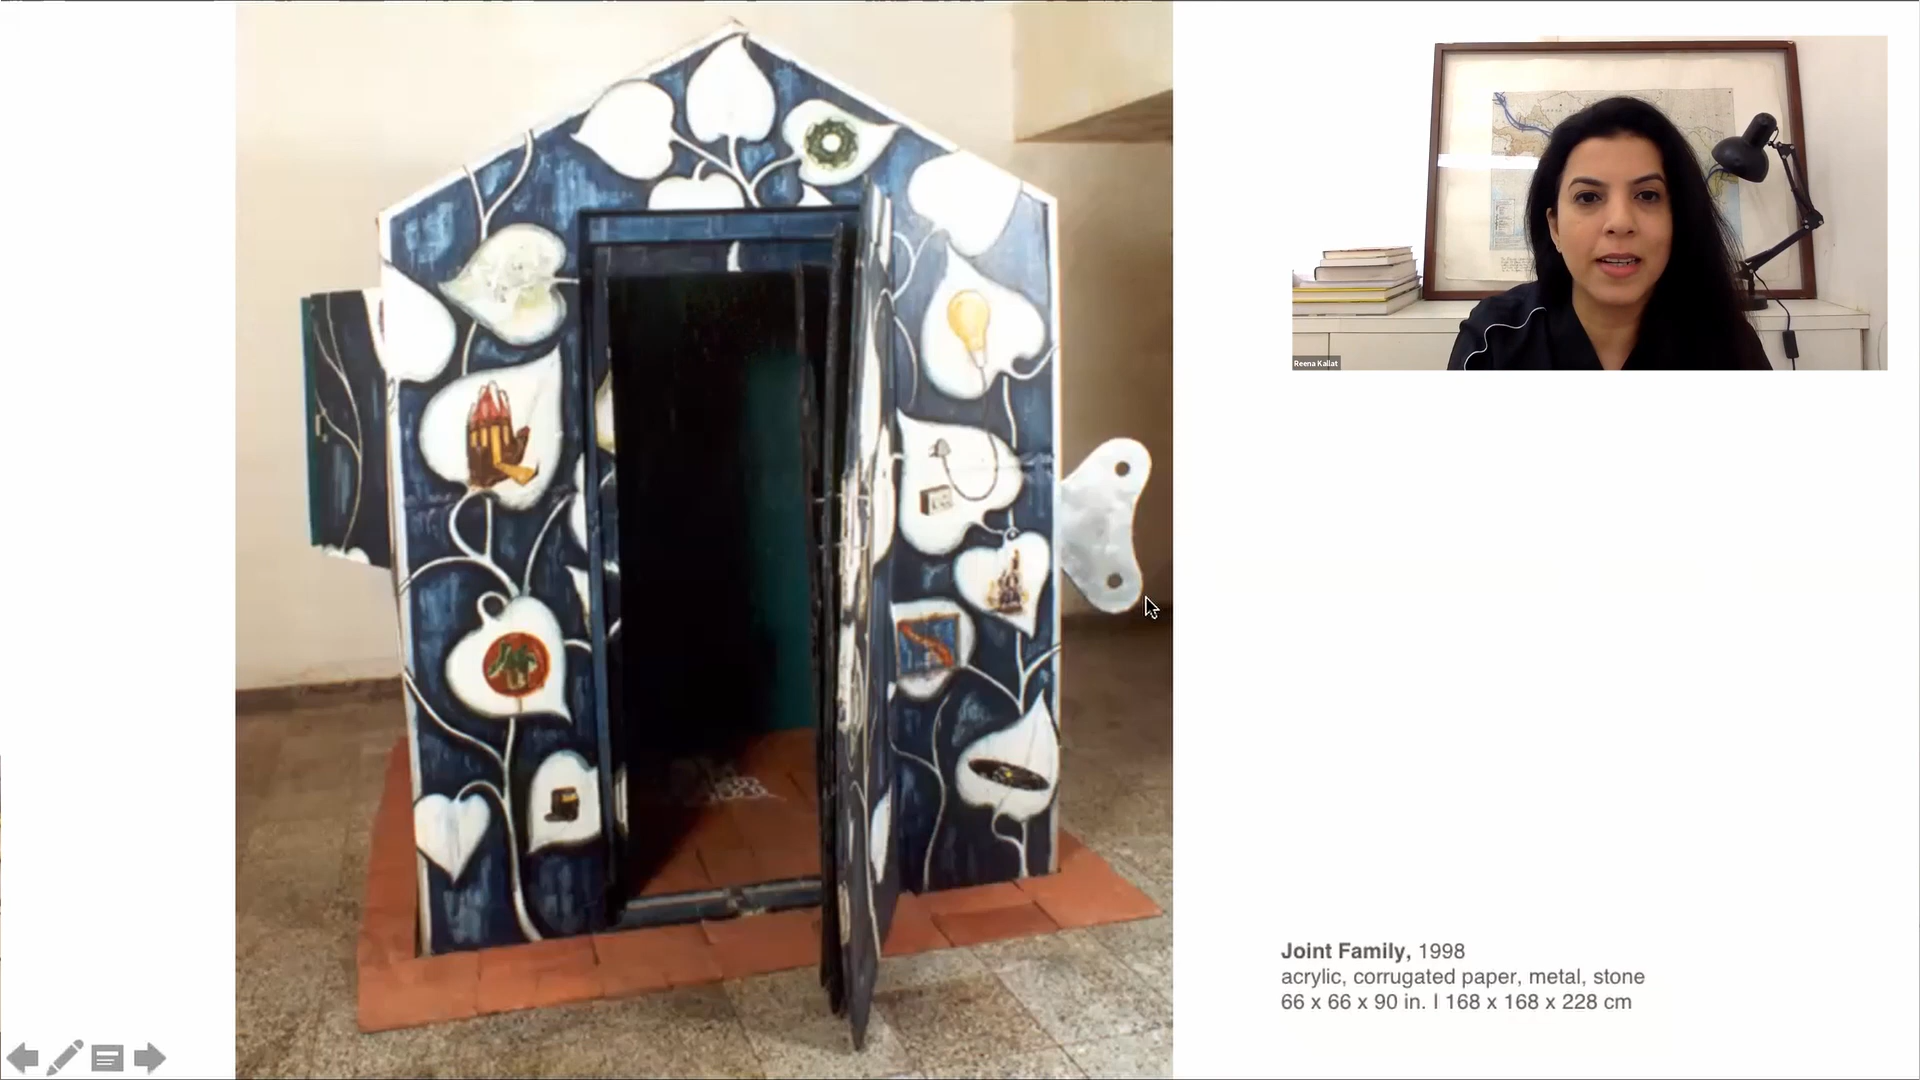 Reena Kallat
Joint Family, 1998
acrylic, corrugated paper, metal, stone
66 x 66 x 90 in. I 168 x 168 x 228 cm